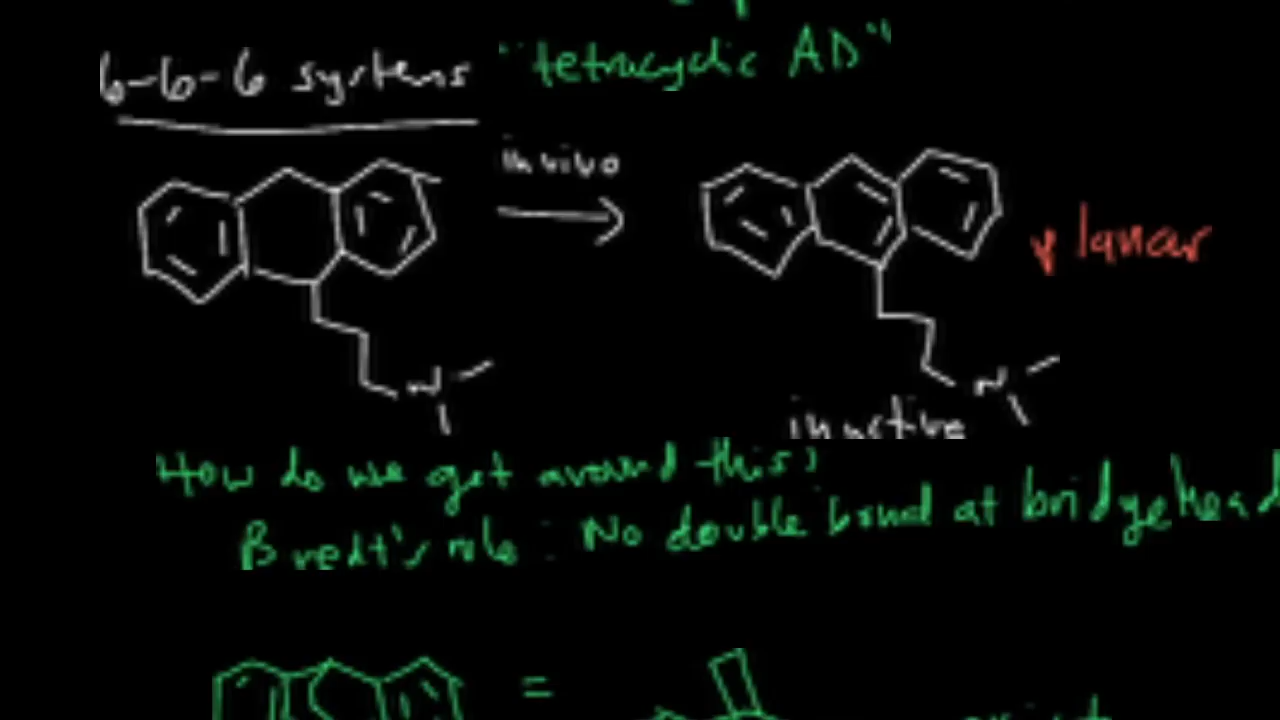 6-6-6 systems "tetracyclic AD"
in vivo
planar
N N
inactive
How do we get around this?
Bredt's rule: No double bond at bridgehead
=